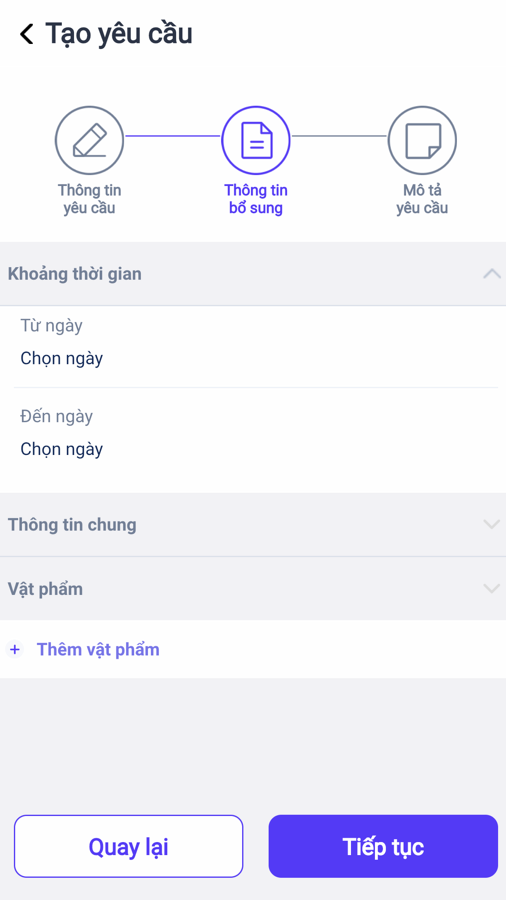 Tạo yêu cầu
Thông tin
yêu cầu
Thông tin
bổ sung
Mô tả
yêu cầu
Khoảng thời gian
Từ ngày
Chọn ngày
Đến ngày
Chọn ngày
Thông tin chung
Vật phẩm
+ Thêm vật phẩm
Quay lại
Tiếp tục